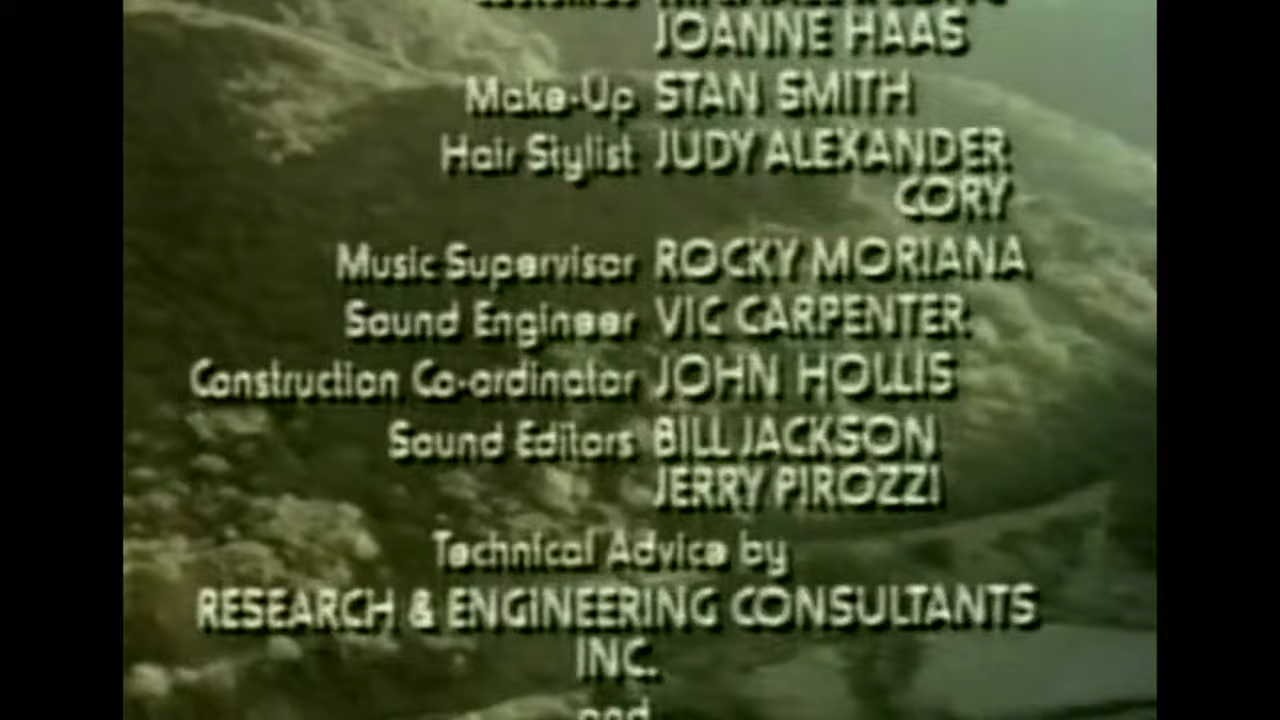 JOANNE HAAS
Make-Up STAN SMITH
Hair Stylist JUDY ALEXANDER
CORY
Music Supervisor ROCKY MORIANA
Sound Engineer VIC CARPENTER
Construction Co-ordinator JOHN HOLLIS
Sound Editors BILL JACKSON
JERRY PIROZZI
Technical Advice by
RESEARCH & ENGINEERING CONSULTANTS
INC.
and